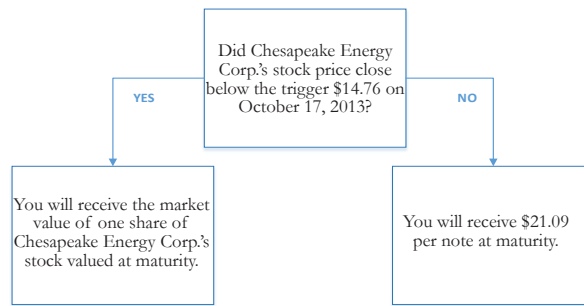 Did Chesapeake Energy
Corp.'s stock price close
below the trigger $14.76 on
October 17, 2013?
YES
NO
You will receive the market
value of one share of
Chesapeake Energy Corp.'s
stock valued at maturity.
You will receive $21.09
per note at maturity.